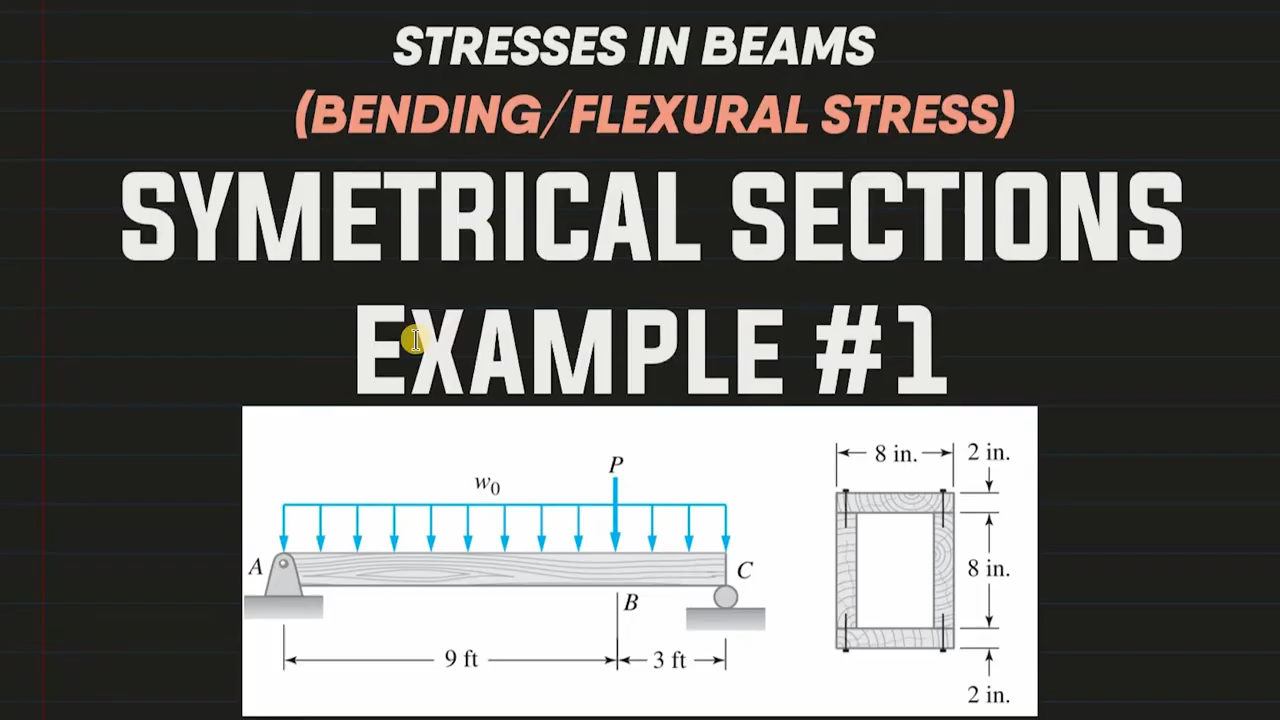 STRESSES IN BEAMS
(BENDING/FLEXURAL STRESS)
SYMETRICAL SECTIONS
EXAMPLE #1
P
w0
A
C
B
9 ft
3 ft
8 in.
2 in.
8 in.
2 in.